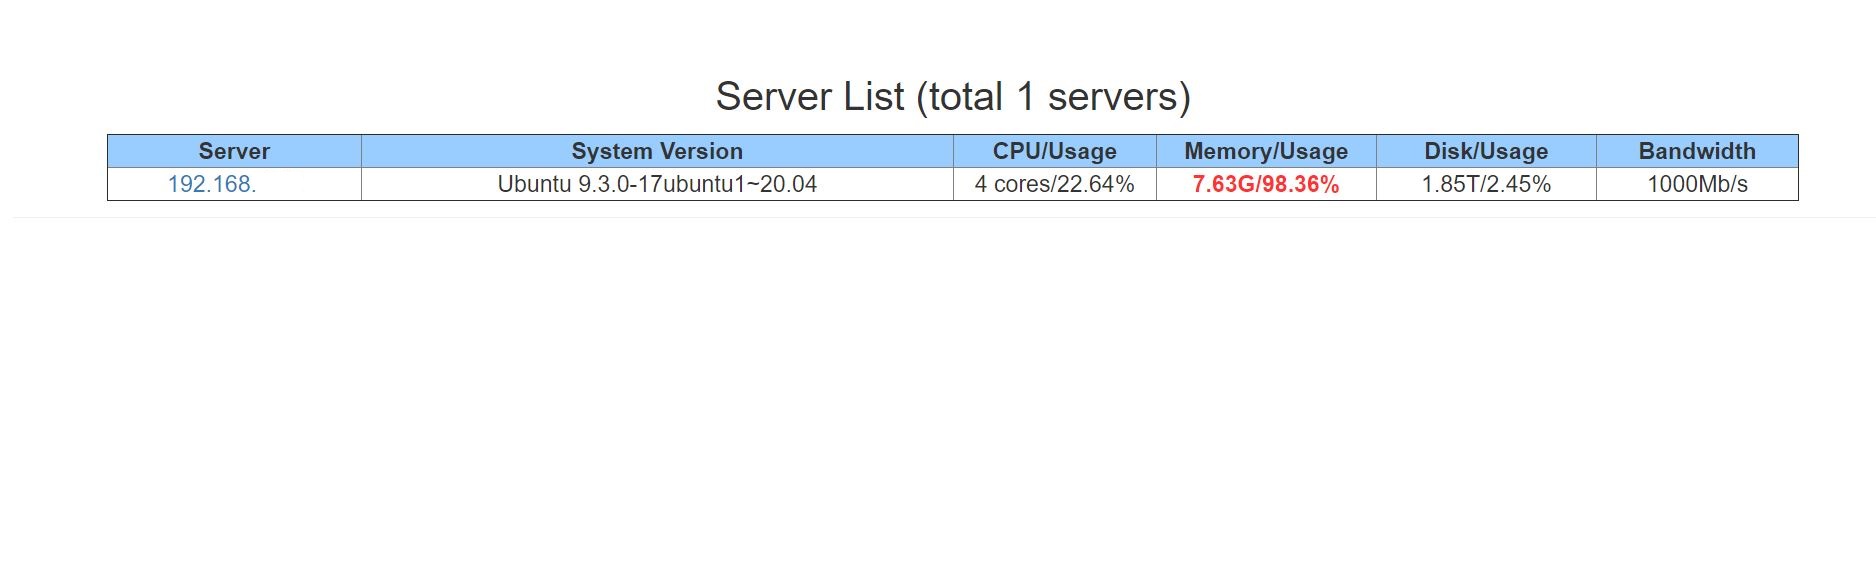 Server List (total 1 servers)
Server System Version CPU/Usage Memory/Usage Disk/Usage Bandwidth
192.168. Ubuntu 9.3.0-17ubuntu1~20.04 4 cores/22.64% 7.63G/98.36% 1.85T/2.45% 1000Mb/s